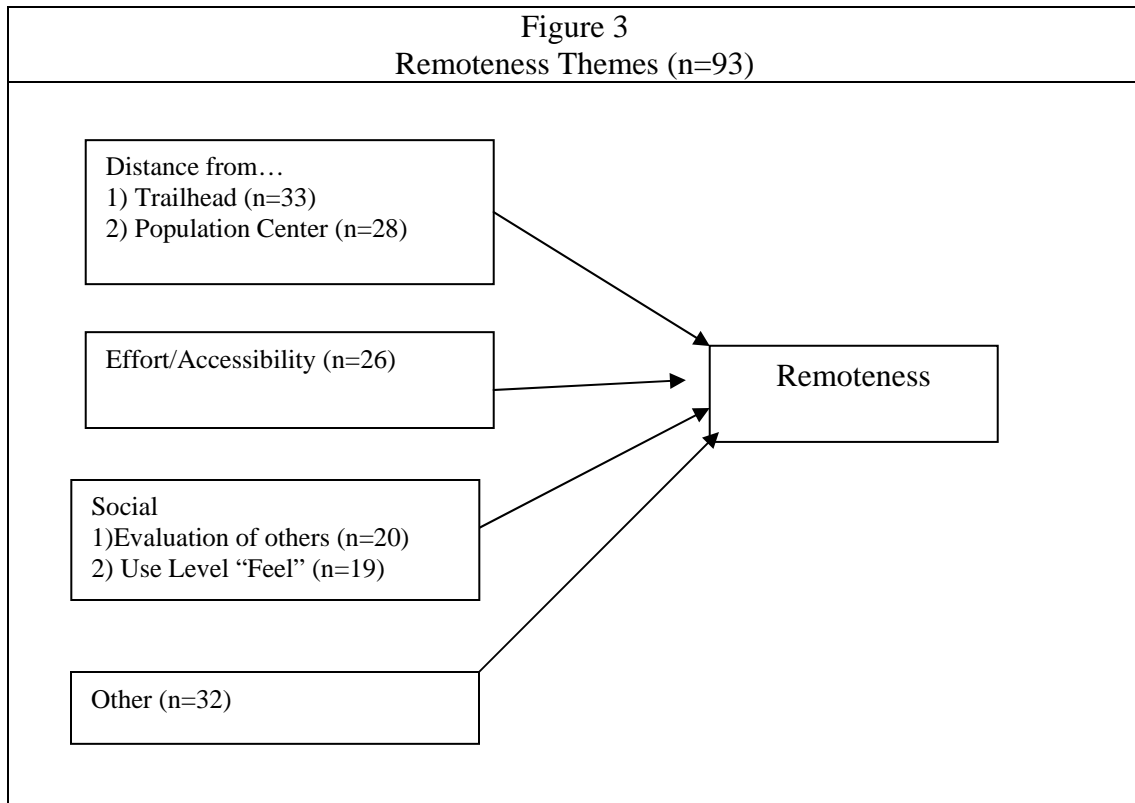 Figure 3
Remoteness Themes (n=93)
Distance from…
1) Trailhead (n=33)
2) Population Center (n=28)
Effort/Accessibility (n=26)
Remoteness
Social
1)Evaluation of others (n=20)
2) Use Level “Feel” (n=19)
Other (n=32)